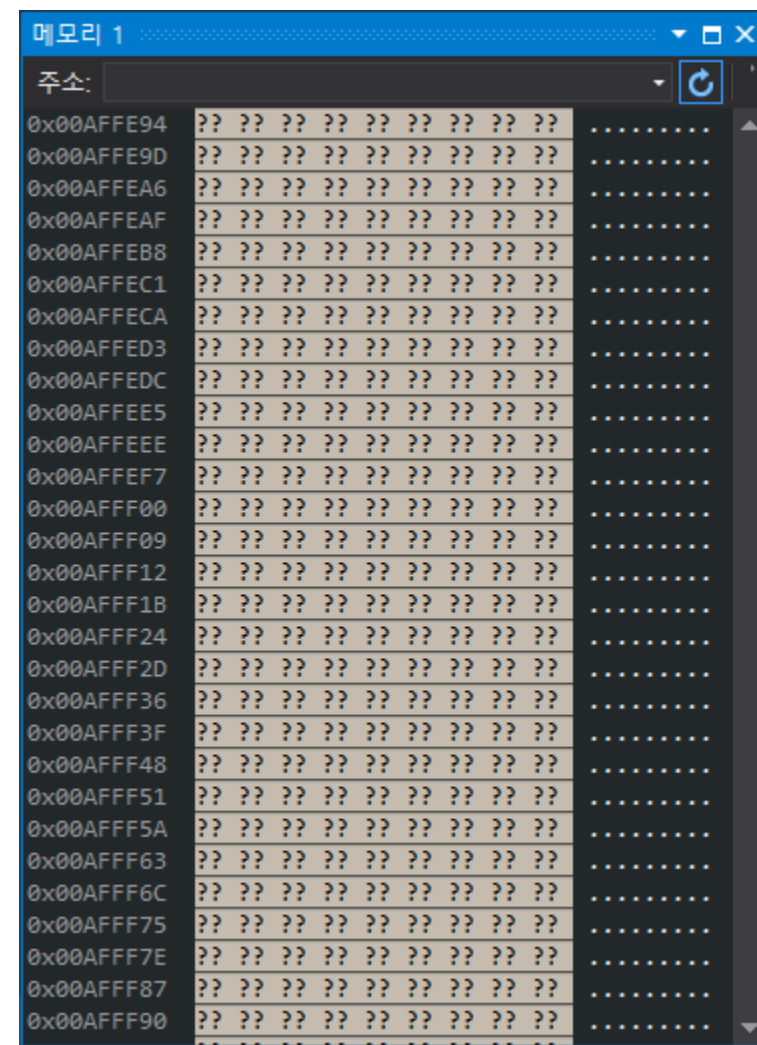 메모리 1
주소:
0x00AFFE94 ?? ?? ?? ?? ?? ?? ?? ?? ?? .........
0x00AFFE9D ?? ?? ?? ?? ?? ?? ?? ?? ?? .........
0x00AFFEA6 ?? ?? ?? ?? ?? ?? ?? ?? ?? .........
0x00AFFEAF ?? ?? ?? ?? ?? ?? ?? ?? ?? .........
0x00AFFEB8 ?? ?? ?? ?? ?? ?? ?? ?? ?? .........
0x00AFFEC1 ?? ?? ?? ?? ?? ?? ?? ?? ?? .........
0x00AFFECA ?? ?? ?? ?? ?? ?? ?? ?? ?? .........
0x00AFFED3 ?? ?? ?? ?? ?? ?? ?? ?? ?? .........
0x00AFFEDC ?? ?? ?? ?? ?? ?? ?? ?? ?? .........
0x00AFFEE5 ?? ?? ?? ?? ?? ?? ?? ?? ?? .........
0x00AFFEEE ?? ?? ?? ?? ?? ?? ?? ?? ?? .........
0x00AFFEF7 ?? ?? ?? ?? ?? ?? ?? ?? ?? .........
0x00AFFF00 ?? ?? ?? ?? ?? ?? ?? ?? ?? .........
0x00AFFF09 ?? ?? ?? ?? ?? ?? ?? ?? ?? .........
0x00AFFF12 ?? ?? ?? ?? ?? ?? ?? ?? ?? .........
0x00AFFF1B ?? ?? ?? ?? ?? ?? ?? ?? ?? .........
0x00AFFF24 ?? ?? ?? ?? ?? ?? ?? ?? ?? .........
0x00AFFF2D ?? ?? ?? ?? ?? ?? ?? ?? ?? .........
0x00AFFF36 ?? ?? ?? ?? ?? ?? ?? ?? ?? .........
0x00AFFF3F ?? ?? ?? ?? ?? ?? ?? ?? ?? .........
0x00AFFF48 ?? ?? ?? ?? ?? ?? ?? ?? ?? .........
0x00AFFF51 ?? ?? ?? ?? ?? ?? ?? ?? ?? .........
0x00AFFF5A ?? ?? ?? ?? ?? ?? ?? ?? ?? .........
0x00AFFF63 ?? ?? ?? ?? ?? ?? ?? ?? ?? .........
0x00AFFF6C ?? ?? ?? ?? ?? ?? ?? ?? ?? .........
0x00AFFF75 ?? ?? ?? ?? ?? ?? ?? ?? ?? .........
0x00AFFF7E ?? ?? ?? ?? ?? ?? ?? ?? ?? .........
0x00AFFF87 ?? ?? ?? ?? ?? ?? ?? ?? ?? .........
0x00AFFF90 ?? ?? ?? ?? ?? ?? ?? ?? ?? .........